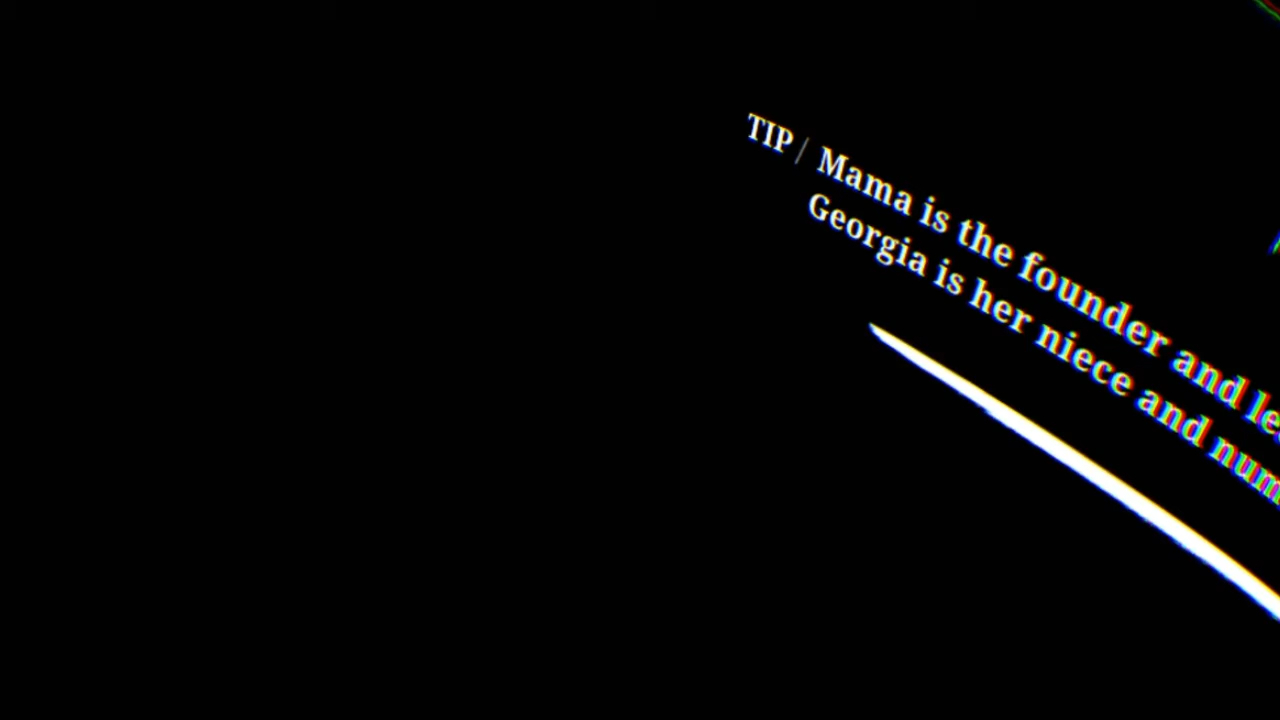 TIP / Mama is the founder and
Georgia is her niece and